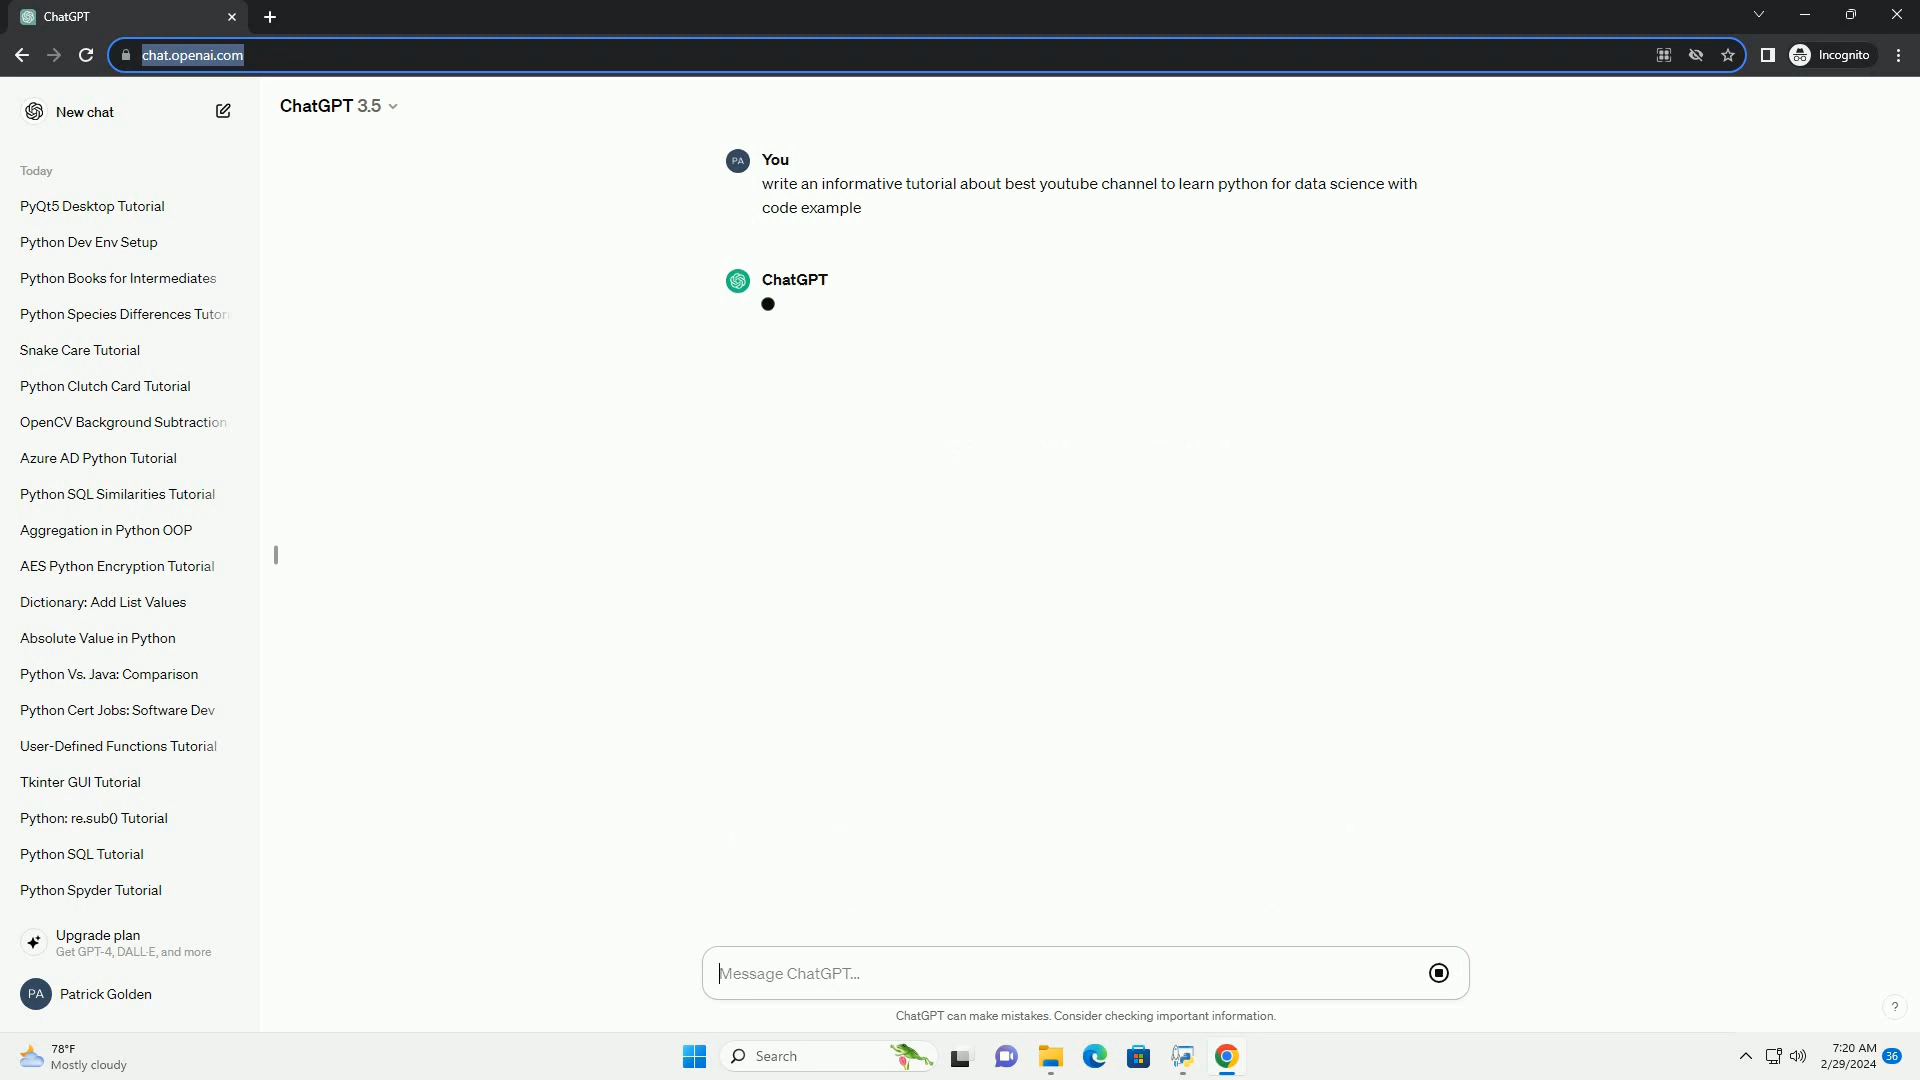 ChatGPT
chat.openai.com
Incognito
New chat
ChatGPT 3.5
Today
PyQt5 Desktop Tutorial
Python Dev Env Setup
Python Books for Intermediates
Python Species Differences Tutor
Snake Care Tutorial
Python Clutch Card Tutorial
OpenCV Background Subtraction
Azure AD Python Tutorial
Python SQL Similarities Tutorial
Aggregation in Python OOP
AES Python Encryption Tutorial
Dictionary: Add List Values
Absolute Value in Python
Python Vs. Java: Comparison
Python Cert Jobs: Software Dev
User-Defined Functions Tutorial
Tkinter GUI Tutorial
Python: re.sub() Tutorial
Python SQL Tutorial
Python Spyder Tutorial
Upgrade plan
Get GPT-4, DALL·E, and more
PA
Patrick Golden
PA
You
write an informative tutorial about best youtube channel to learn python for data science with
code example
ChatGPT
Message ChatGPT...
ChatGPT can make mistakes. Consider checking important information.
?
78°F
Mostly cloudy
Search
7:20 AM
2/29/2024
36